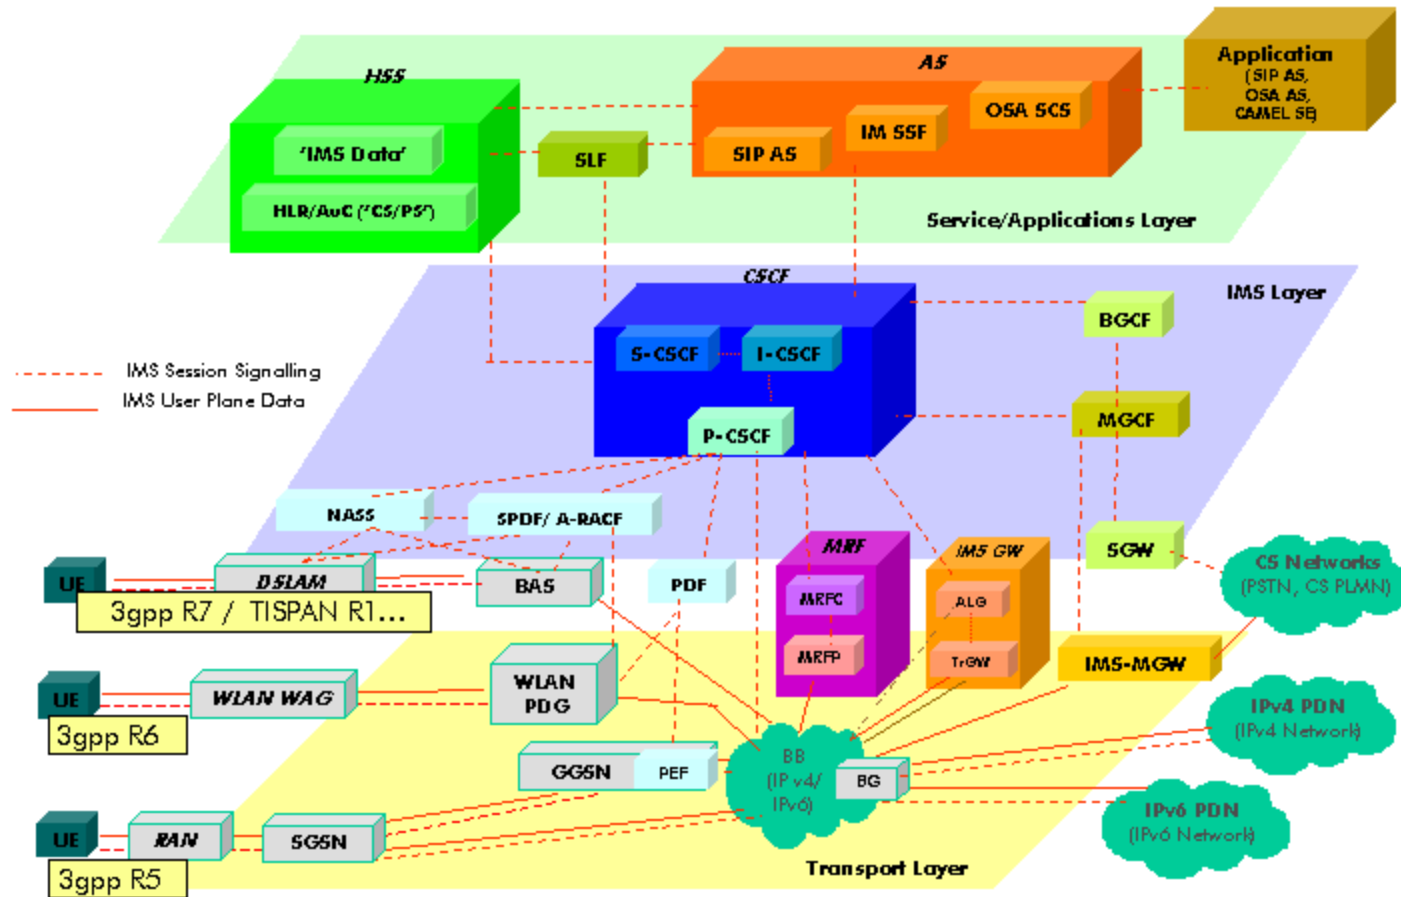 HSS
AS
Application
(SIP AS,
OSA AS,
CAMEL SE)
OSA SCS
IM SSF
'IMS Data'
SLF
SIP AS
HLR/AuC ('CS/PS')
Service/Applications Layer
CSCF
IMS Layer
BGCF
S-CSCF
I-CSCF
IMS Session Signalling
IMS User Plane Data
MGCF
P-CSCF
NASS
SPDF/ A-RACF
MRF
IMS GW
SGW
CS Networks
(PSTN, CS PLMN)
UE
DSLAM
BAS
PDF
MRFC
ALG
3gpp R7 / TISPAN R1...
MRFP
TrGW
IMS-MGW
UE
WLAN WAG
WLAN
PDG
3gpp R6
IPv4 PDN
(IPv4 Network)
GGSN
PEF
BB
(IP v4/
IPv6)
BG
IPv6 PDN
(IPv6 Network)
UE
RAN
SGSN
3gpp R5
Transport Layer